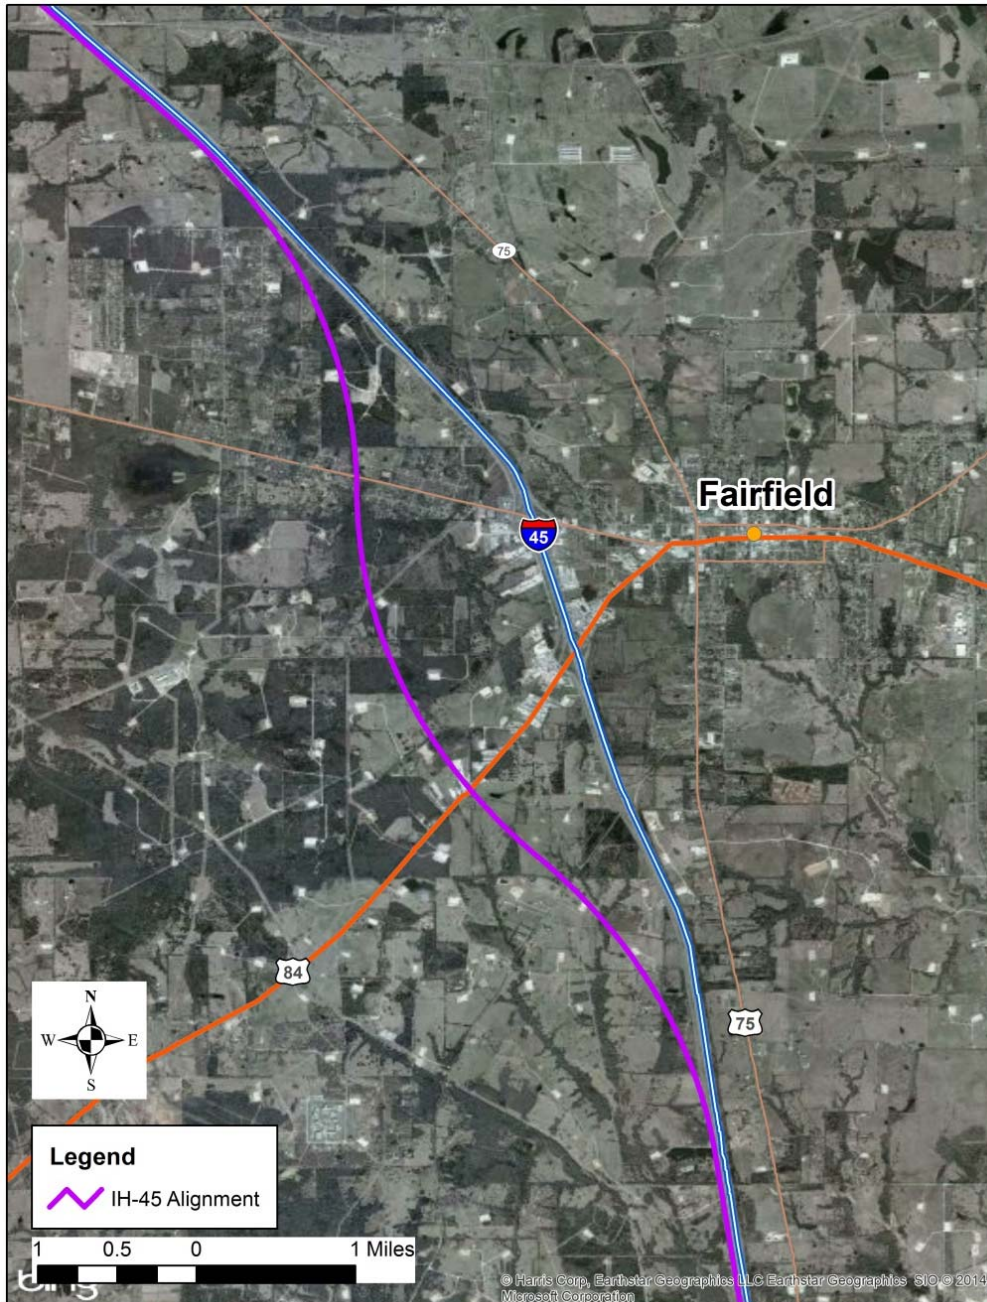 75
Fairfield
45
84
75
N
W E
S
Legend
IH-45 Alignment
1 0.5 0 1 Miles
bing
© Harris Corp, Earthstar Geographics LLC Earthstar Geographics SIO © 2014
Microsoft Corporation